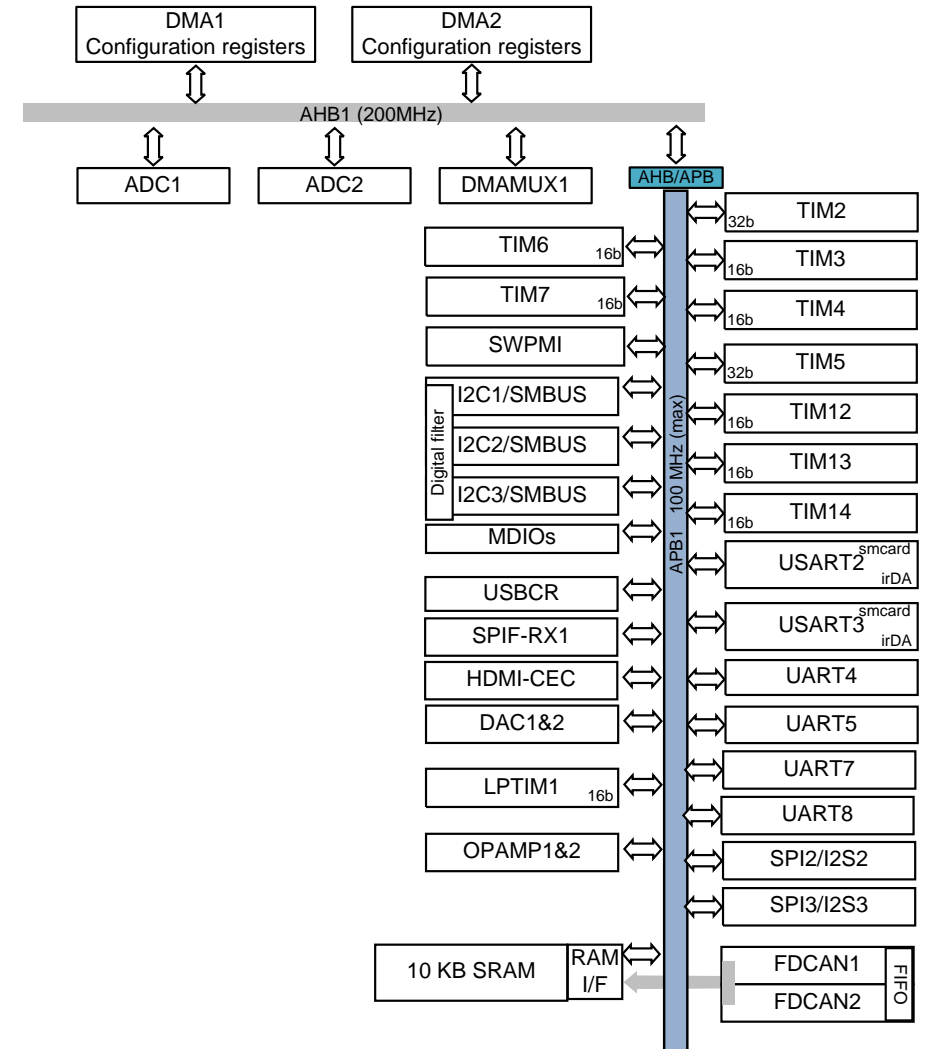 DMA1
Configuration registers
DMA2
Configuration registers
AHB1 (200MHz)
ADC1
ADC2
DMAMUX1
AHB/APB
TIM6
16b
TIM7
16b
SWPMI
Digital filter
I2C1/SMBUS
I2C2/SMBUS
I2C3/SMBUS
MDIOs
USBCR
SPIF-RX1
HDMI-CEC
DAC1&2
LPTIM1
16b
OPAMP1&2
10 KB SRAM
RAM
I/F
APB1 100 MHz (max)
TIM2
32b
TIM3
16b
TIM4
16b
TIM5
32b
TIM12
16b
TIM13
16b
TIM14
16b
USART2
smcard
irDA
USART3
smcard
irDA
UART4
UART5
UART7
UART8
SPI2/I2S2
SPI3/I2S3
FDCAN1
FDCAN2
FIFO